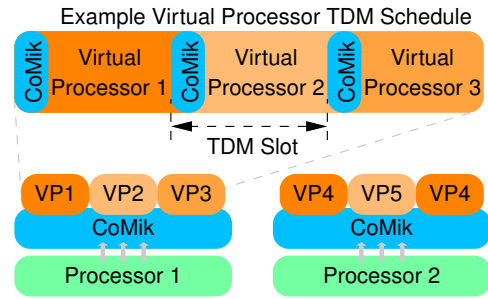 Example Virtual Processor TDM Schedule
CoMik Virtual Processor 1 CoMik Virtual Processor 2 CoMik Virtual Processor 3
TDM Slot
VP1 VP2 VP3 VP4 VP5 VP4
CoMik CoMik
Processor 1 Processor 2